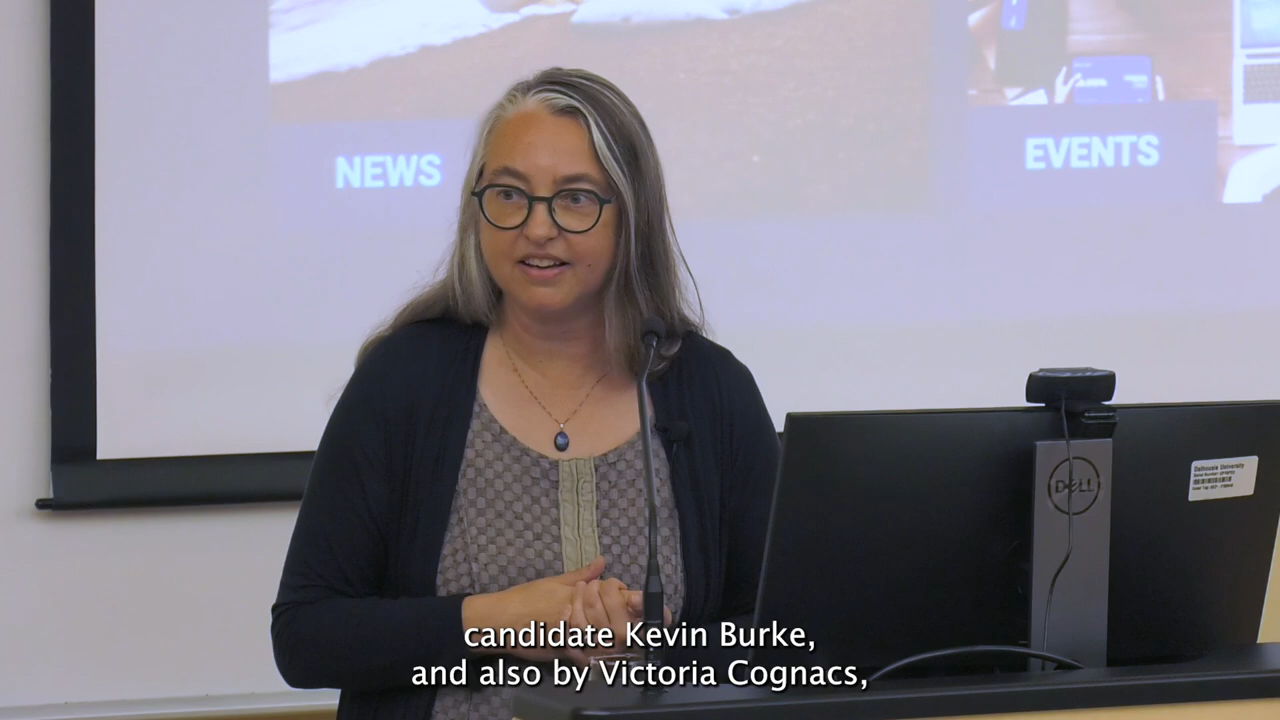 NEWS
EVENTS
DELL
Dalhousie University
candidate Kevin Burke,
and also by Victoria Cognacs,